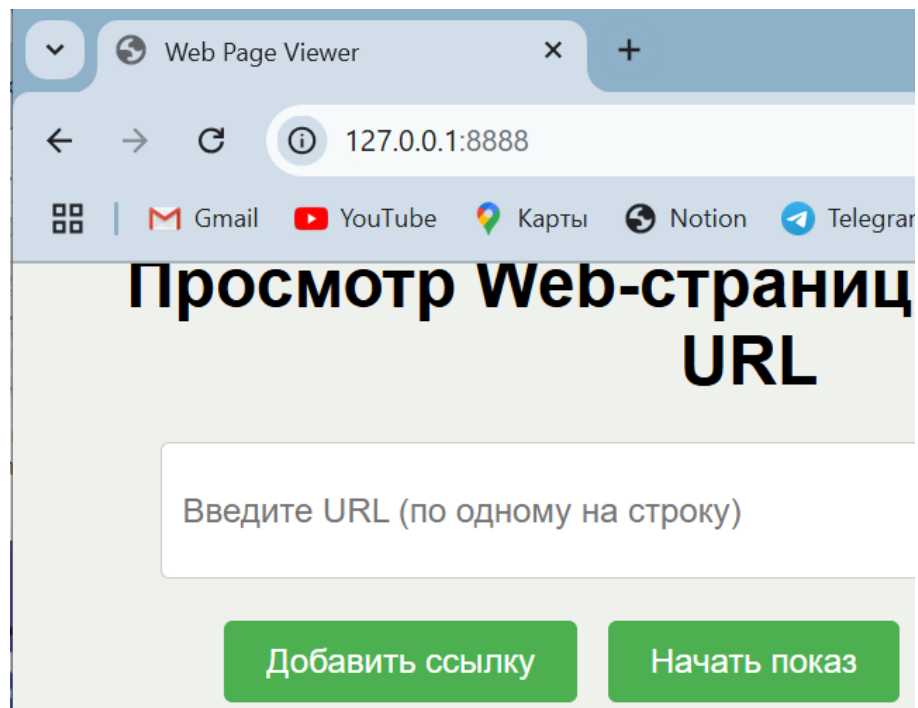 Web Page Viewer
127.0.0.1:8888
Gmail YouTube Карты Notion
Просмотр Web-страниц
URL
Введите URL (по одному на строку)
Добавить ссылку Начать показ